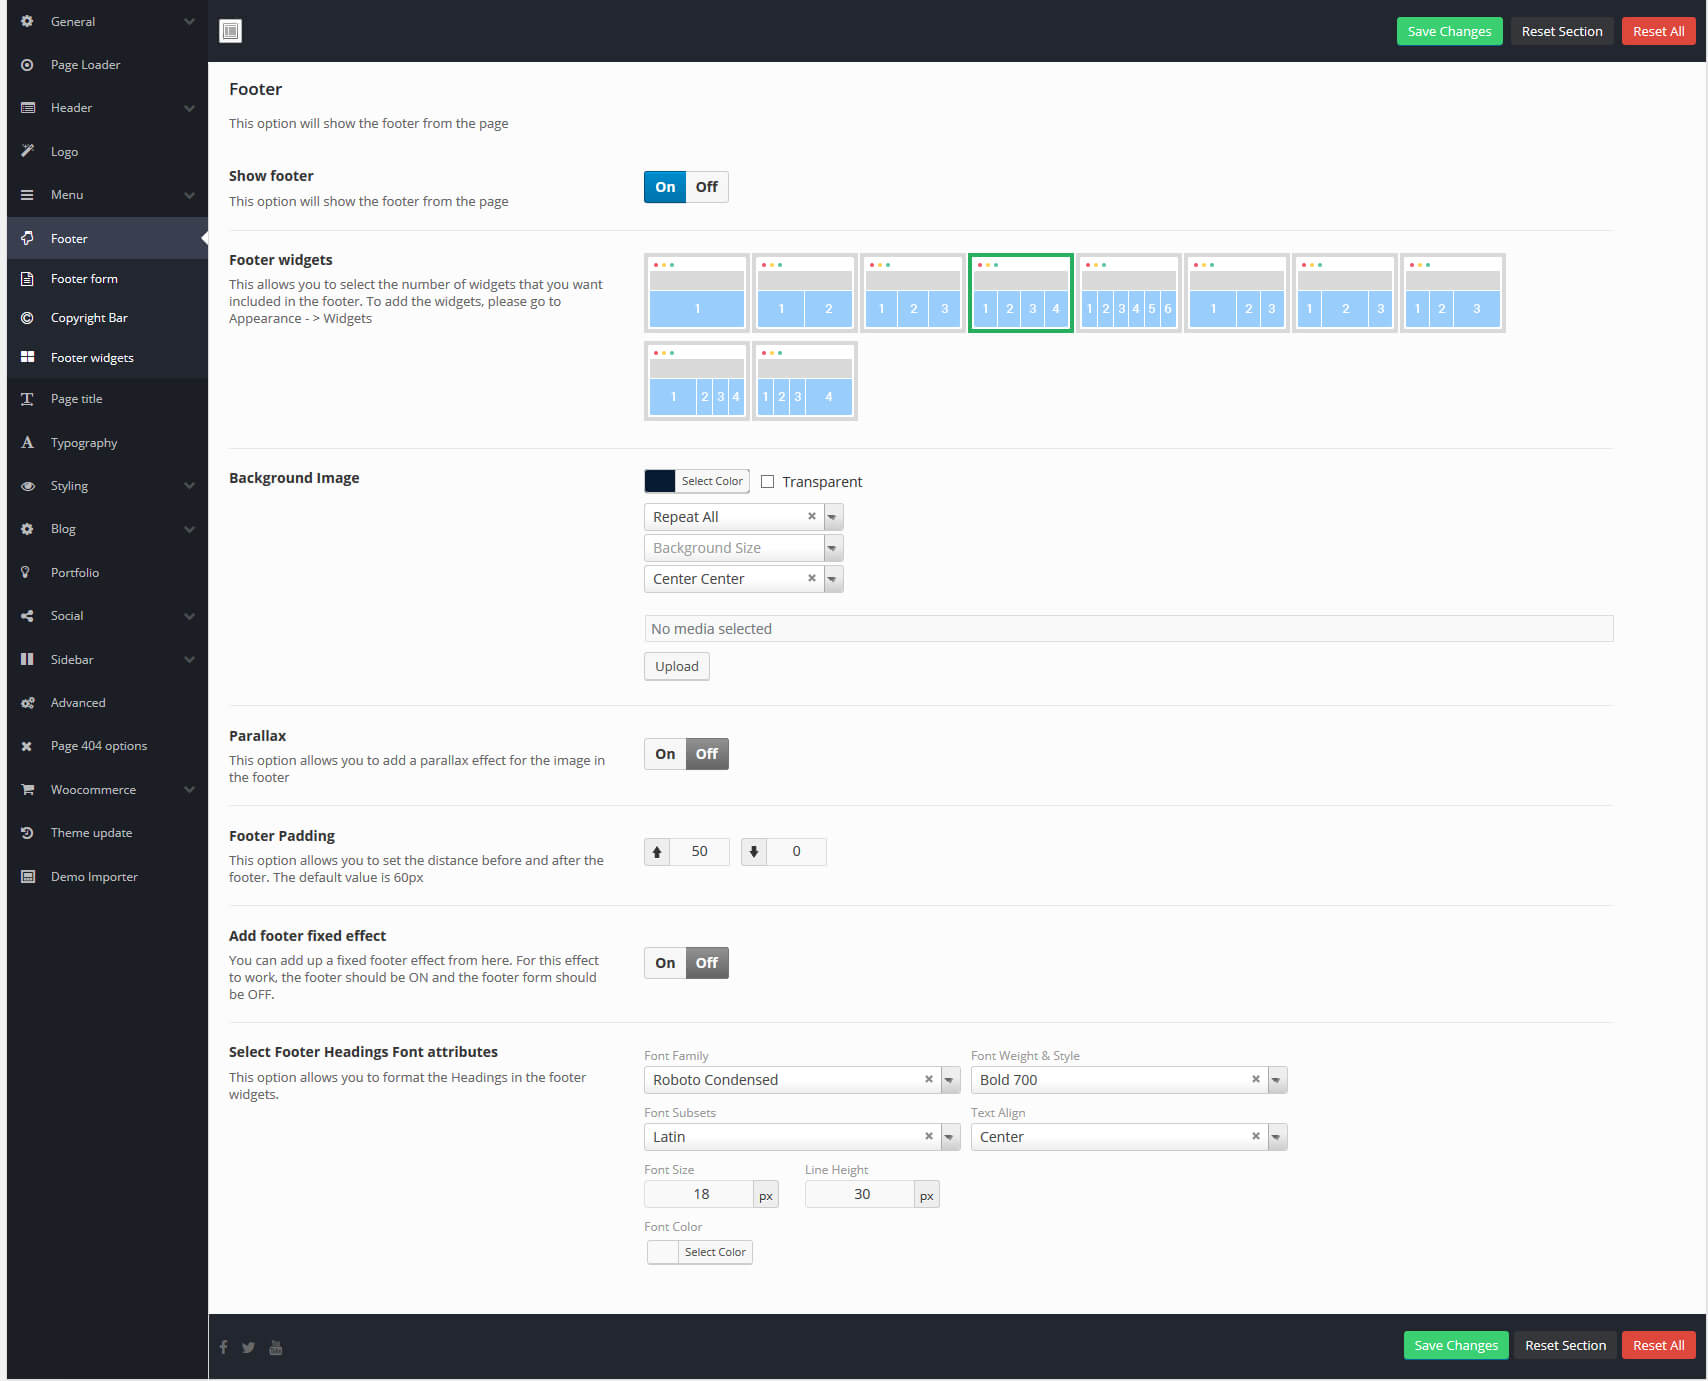 General
Page Loader
Header
Logo
Menu
Footer
Footer form
Copyright Bar
Footer widgets
Page title
Typography
Styling
Blog
Portfolio
Social
Sidebar
Advanced
Page 404 options
Woocommerce
Theme update
Demo Importer
Save Changes Reset Section Reset All
Footer
This option will show the footer from the page
Show footer
This option will show the footer from the page
On Off
Footer widgets
This allows you to select the number of widgets that you want
included in the footer. To add the widgets, please go to
Appearance - > Widgets
1 1 2 1 2 3 1 2 3 4 1 2 3 4 5 6 1 2 3 1 2 3 1 2 3
1 2 3 4 1 2 3 4
Background Image
Select Color Transparent
Repeat All
Background Size
Center Center
No media selected
Upload
Parallax
This option allows you to add a parallax effect for the image in
the footer
On Off
Footer Padding
This option allows you to set the distance before and after the
footer. The default value is 60px
50 0
Add footer fixed effect
You can add up a fixed footer effect from here. For this effect
to work, the footer should be ON and the footer form should
be OFF.
On Off
Select Footer Headings Font attributes
This option allows you to format the Headings in the footer
widgets.
Font Family Font Weight & Style
Roboto Condensed Bold 700
Font Subsets Text Align
Latin Center
Font Size Line Height
18 px 30 px
Font Color
Select Color
Save Changes Reset Section Reset All